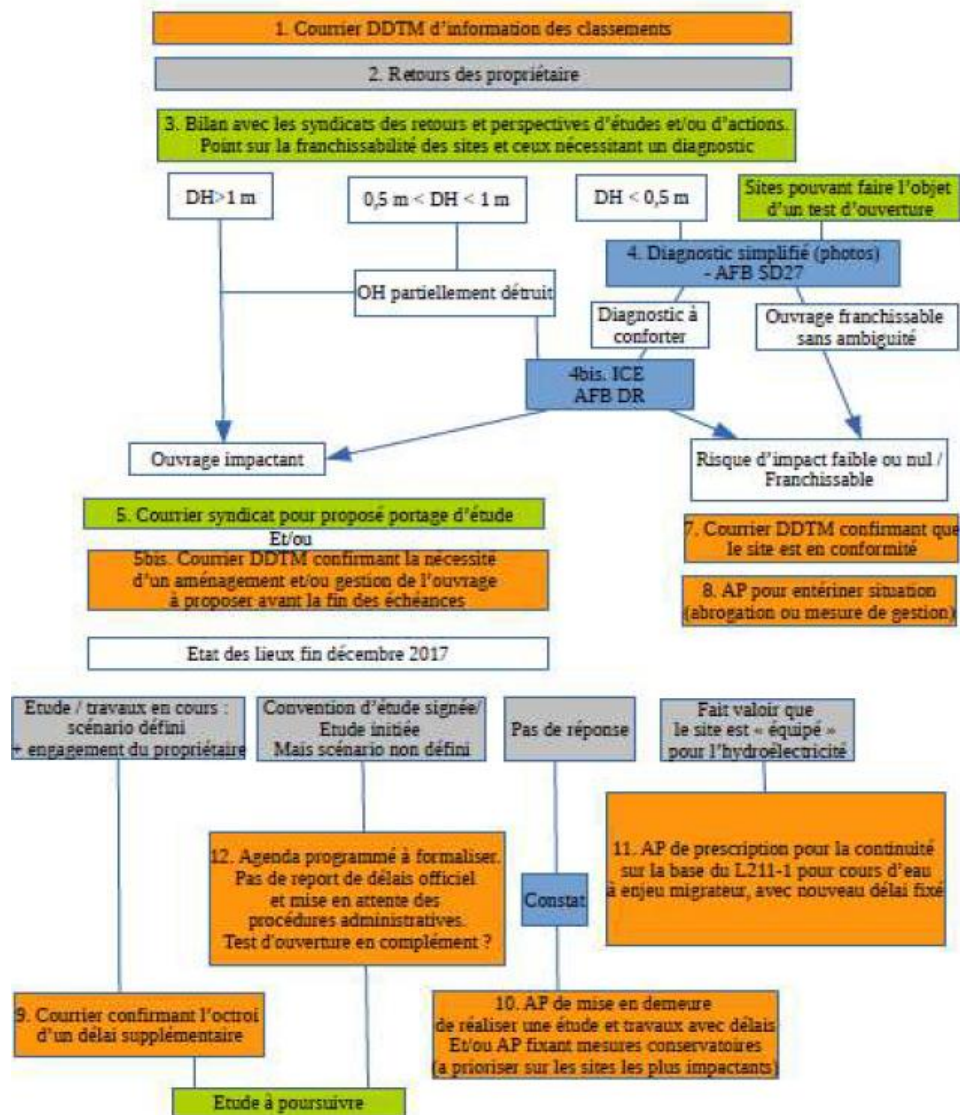 1. Courrier DDTM d'information des classements
2. Retours des propriétaire
3. Bilan avec les syndicats des retours et perspectives d'études et/ou d'actions.
Point sur la franchissabilité des sites et ceux nécessitant un diagnostic
DH>1 m
0,5 m < DH < 1 m
DH < 0,5 m
Sites pouvant faire l'objet
d'un test d'ouverture
4. Diagnostic simplifié (photos)
- AFB SD27
OH partiellement détruit
Diagnostic à
conforter
Ouvrage franchissable
sans ambiguité
4bis. ICE
AFB DR
Ouvrage impactant
Risque d'impact faible ou nul /
Franchissable
5. Courrier syndicat pour proposé portage d'étude
Et/ou
5bis. Courrier DDTM confirmant la nécessite
d'un aménagement et/ou gestion de l'ouvrage
à proposer avant la fin des échéances
7. Courrier DDTM confirmant que
le site est en conformité
8. AP pour entériner situation
(abrogation ou mesure de gestion)
Etat des lieux fin décembre 2017
Etude / travaux en cours :
scénario défini
+ engagement du propriétaire
Convention d'étude signée/
Etude initiée
Mais scénario non défini
Pas de réponse
Fait valoir que
le site est « équipé »
pour l'hydroélectricité
12. Agenda programmé à formaliser.
Pas de report de délais officiel
et mise en attente des
procédures administratives.
Test d'ouverture en complément ?
Constat
11. AP de prescription pour la continuité
sur la base du L211-1 pour cours d'eau
à enjeu migrateur, avec nouveau délai fixé
9. Courrier confirmant l'octroi
d'un délai supplémentaire
10. AP de mise en demeure
de réaliser une étude et travaux avec délais
Et/ou AP fixant mesures conservatoires
(a prioriser sur les sites les plus impactants)
Etude à poursuivre